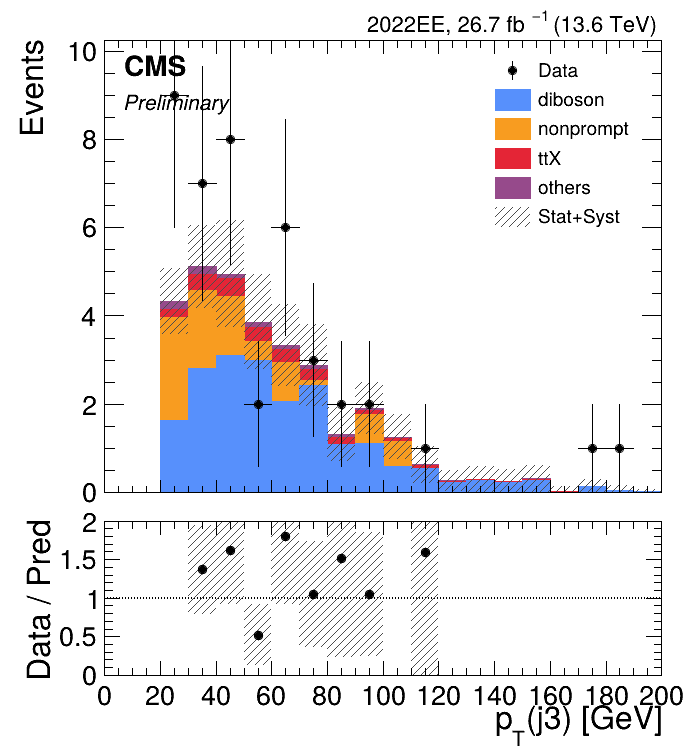 2022EE, 26.7 fb⁻¹ (13.6 TeV)
CMS
Preliminary
Events
10
8
6
4
2
0
Data
diboson
nonprompt
ttX
others
Stat+Syst
Data / Pred
2
1.5
1
0.5
0
0 20 40 60 80 100 120 140 160 180 200
p_T(j3) [GeV]